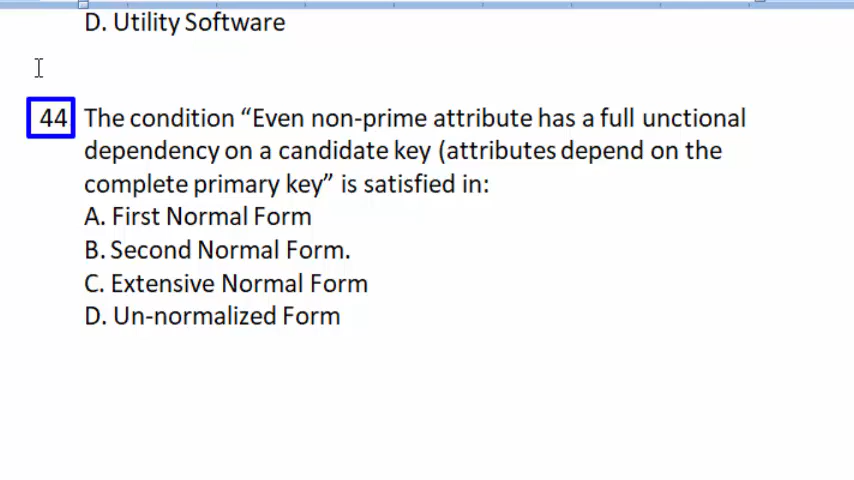 D. Utility Software
44 The condition “Even non-prime attribute has a full unctional
dependency on a candidate key (attributes depend on the
complete primary key” is satisfied in:
A. First Normal Form
B. Second Normal Form.
C. Extensive Normal Form
D. Un-normalized Form